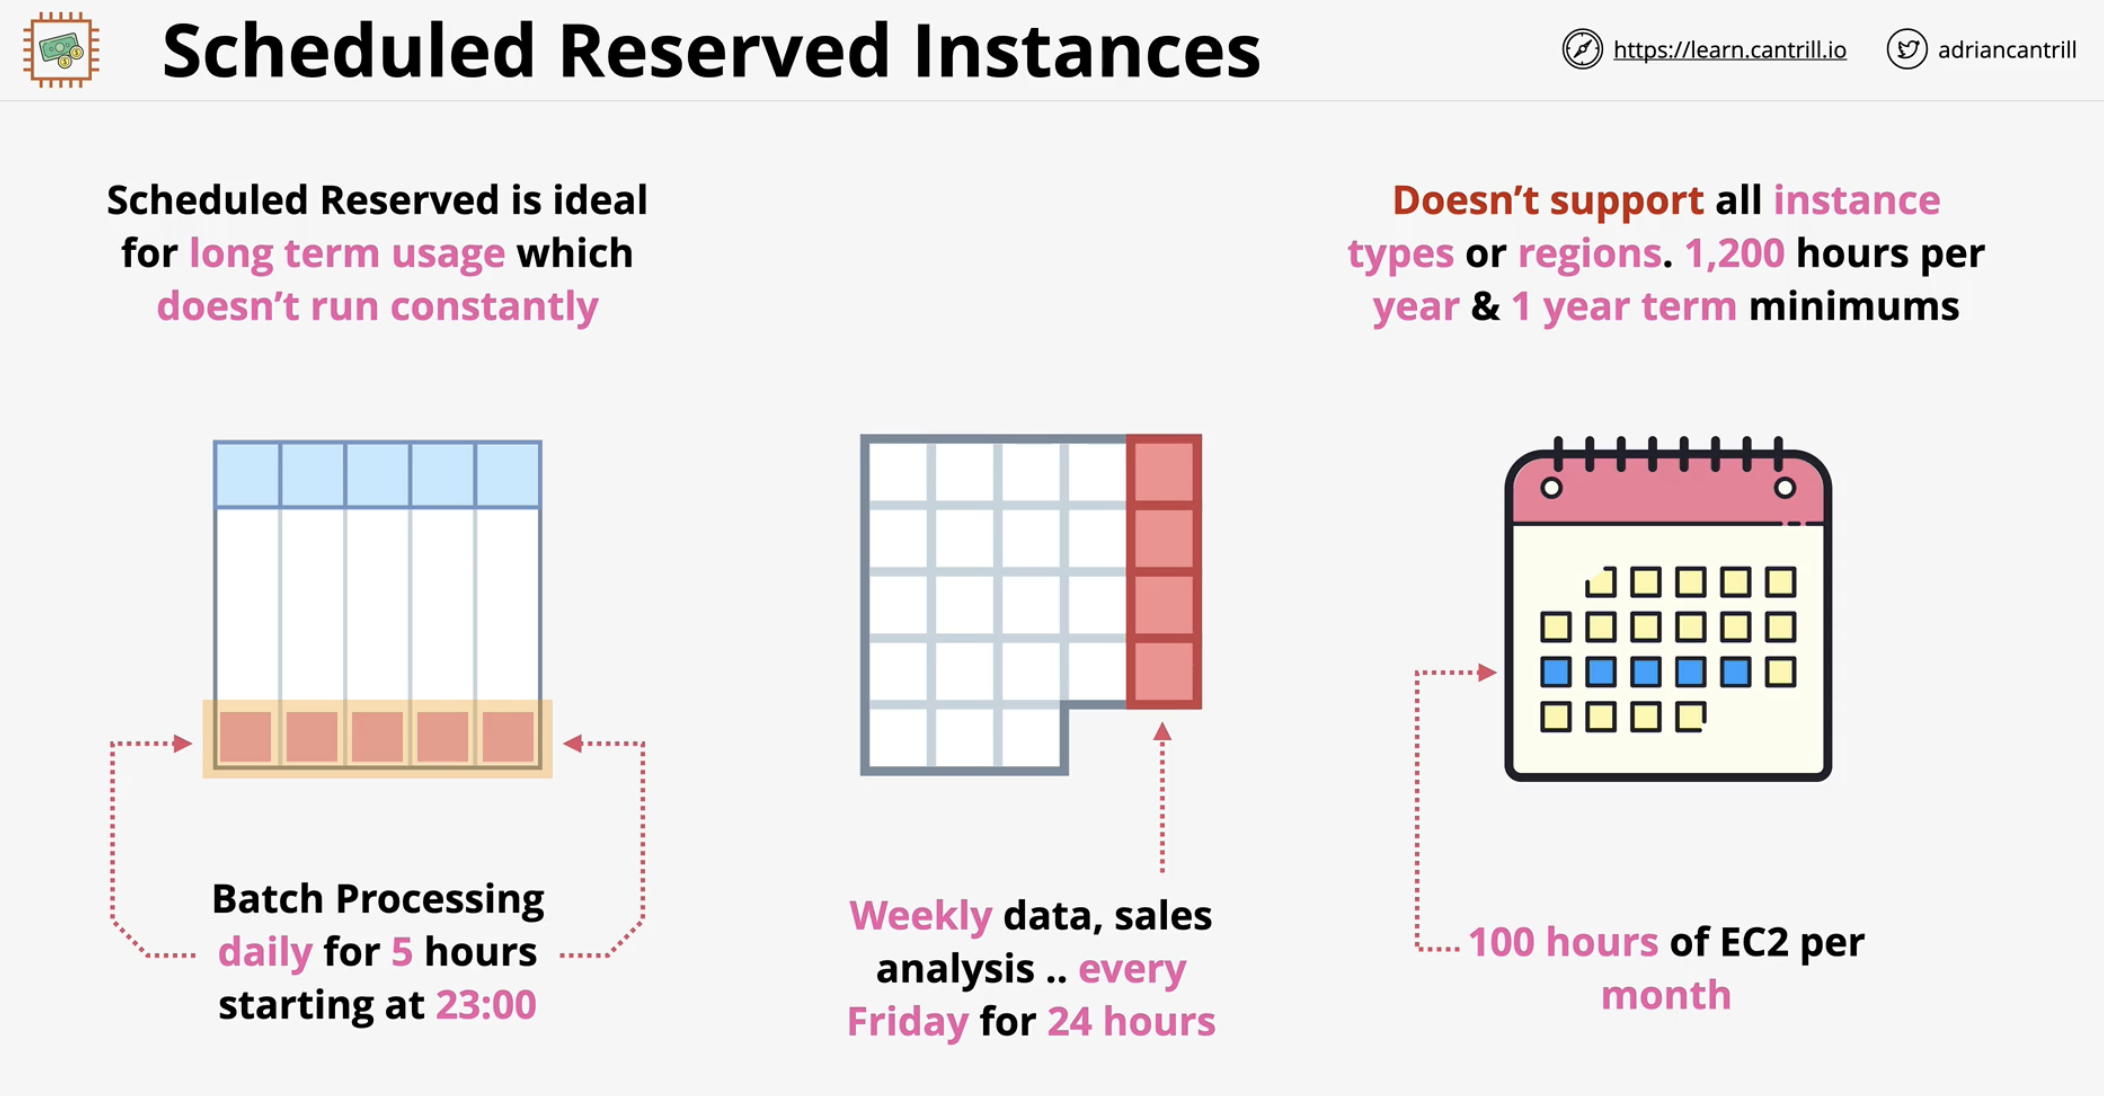 Scheduled Reserved Instances
https://learn.cantrill.io
adriancantrill
Scheduled Reserved is ideal
for long term usage which
doesn’t run constantly
Doesn’t support all instance
types or regions. 1,200 hours per
year & 1 year term minimums
Batch Processing
daily for 5 hours
starting at 23:00
Weekly data, sales
analysis .. every
Friday for 24 hours
100 hours of EC2 per
month